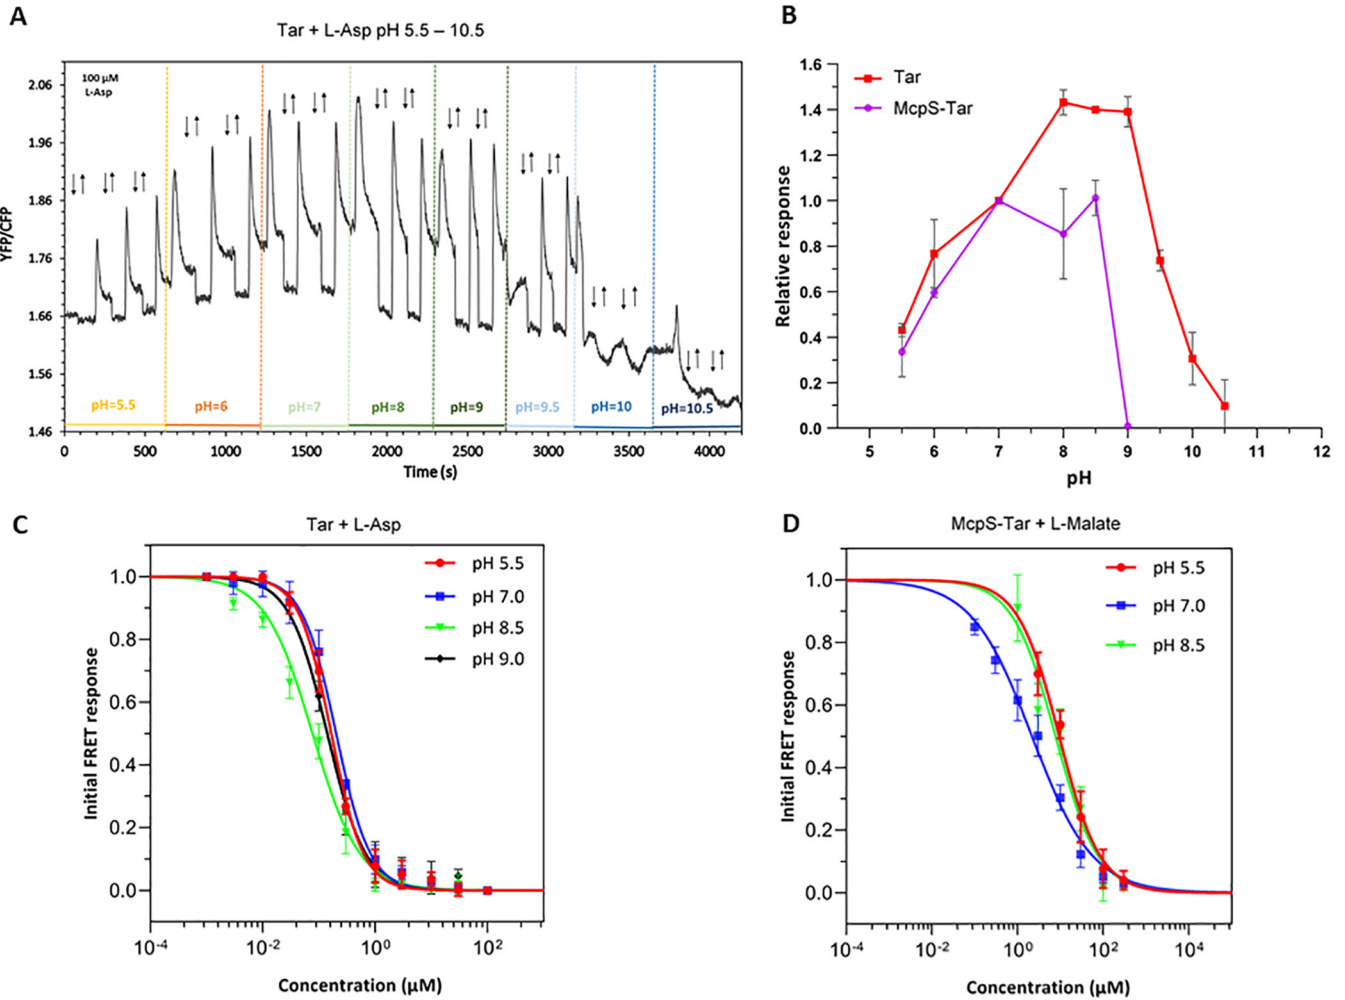 A
Tar + L-Asp pH 5.5 – 10.5
100 µM
L-Asp
YFP/CFP
2.06
1.96
1.86
1.76
1.66
1.56
1.46
pH=5.5 pH=6 pH=7 pH=8 pH=9 pH=9.5 pH=10 pH=10.5
0 500 1000 1500 2000 2500 3000 3500 4000
Time (s)
B
Tar
McpS-Tar
Relative response
1.6
1.4
1.2
1.0
0.8
0.6
0.4
0.2
0.0
5 6 7 8 9 10 11 12
pH
C
Tar + L-Asp
pH 5.5
pH 7.0
pH 8.5
pH 9.0
Initial FRET response
1.0
0.8
0.6
0.4
0.2
0.0
10-4 10-2 100 102
Concentration (µM)
D
McpS-Tar + L-Malate
pH 5.5
pH 7.0
pH 8.5
Initial FRET response
1.0
0.8
0.6
0.4
0.2
0.0
10-4 10-2 100 102 104
Concentration (µM)